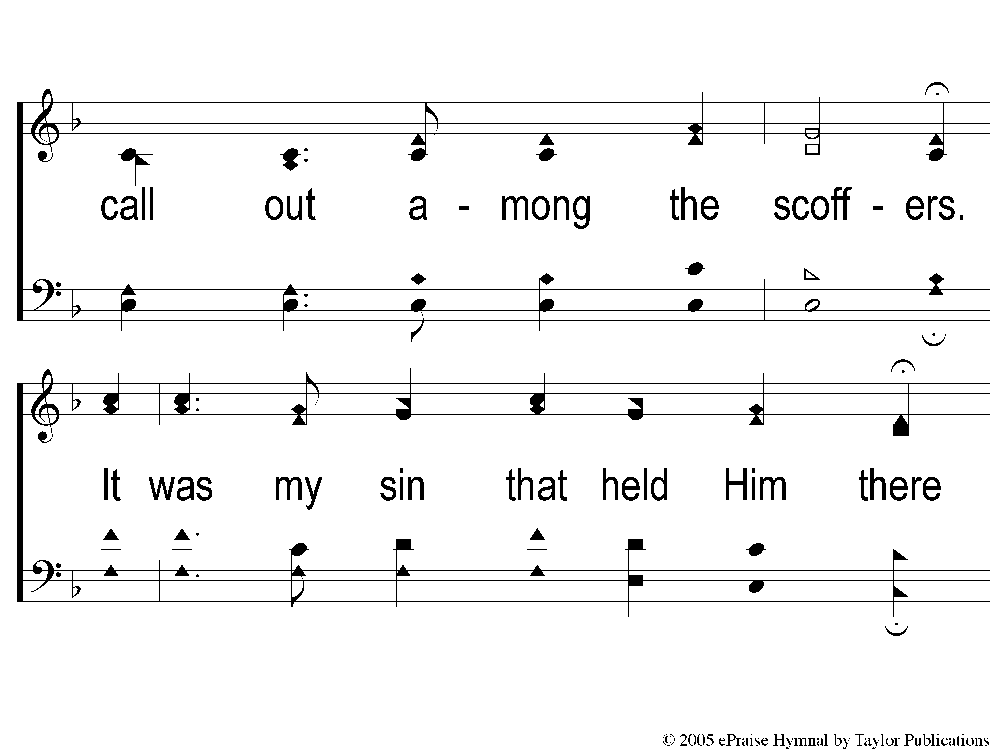 call out a - mong the scoff - ers.
It was my sin that held Him there
© 2005 ePraise Hymnal by Taylor Publications